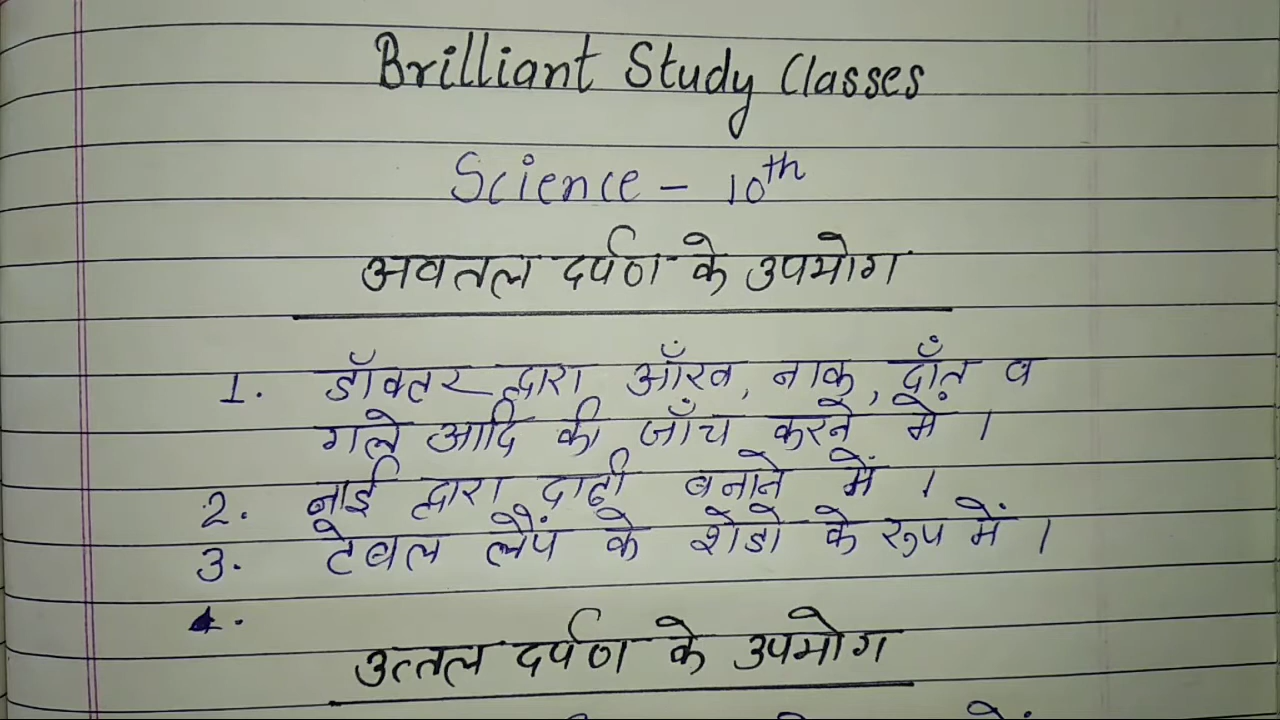 Brilliant Study Classes
Science - 10th
अवतल दर्पण के उपयोग
1. डॉक्टर द्वारा आँख, नाक, दाँत व
गले आदि की जाँच करने में ।
2. नाई द्वारा दाढ़ी बनाने में ।
3. टेबल लैंप के शेडो के रूप में ।
4.
उत्तल दर्पण के उपयोग